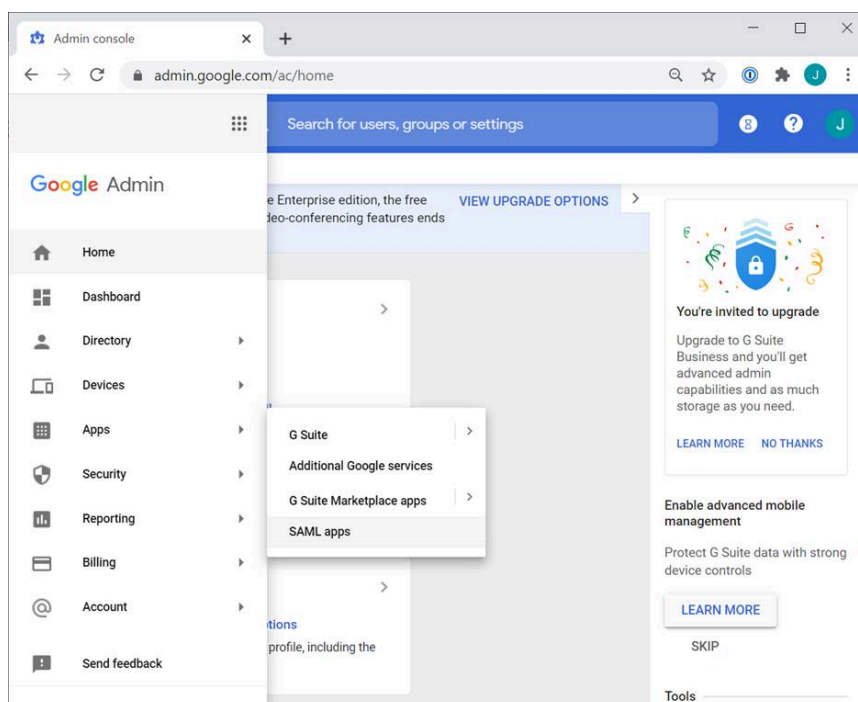 Admin console
admin.google.com/ac/home
J
Search for users, groups or settings
8
?
J
Google Admin
Home
Dashboard
Directory
Devices
Apps
Security
Reporting
Billing
Account
Send feedback
e Enterprise edition, the free
deo-conferencing features ends
VIEW UPGRADE OPTIONS
G Suite
Additional Google services
G Suite Marketplace apps
SAML apps
tions
profile, including the
You're invited to upgrade
Upgrade to G Suite
Business and you'll get
advanced admin
capabilities and as much
storage as you need.
LEARN MORE NO THANKS
Enable advanced mobile
management
Protect G Suite data with strong
device controls
LEARN MORE
SKIP
Tools